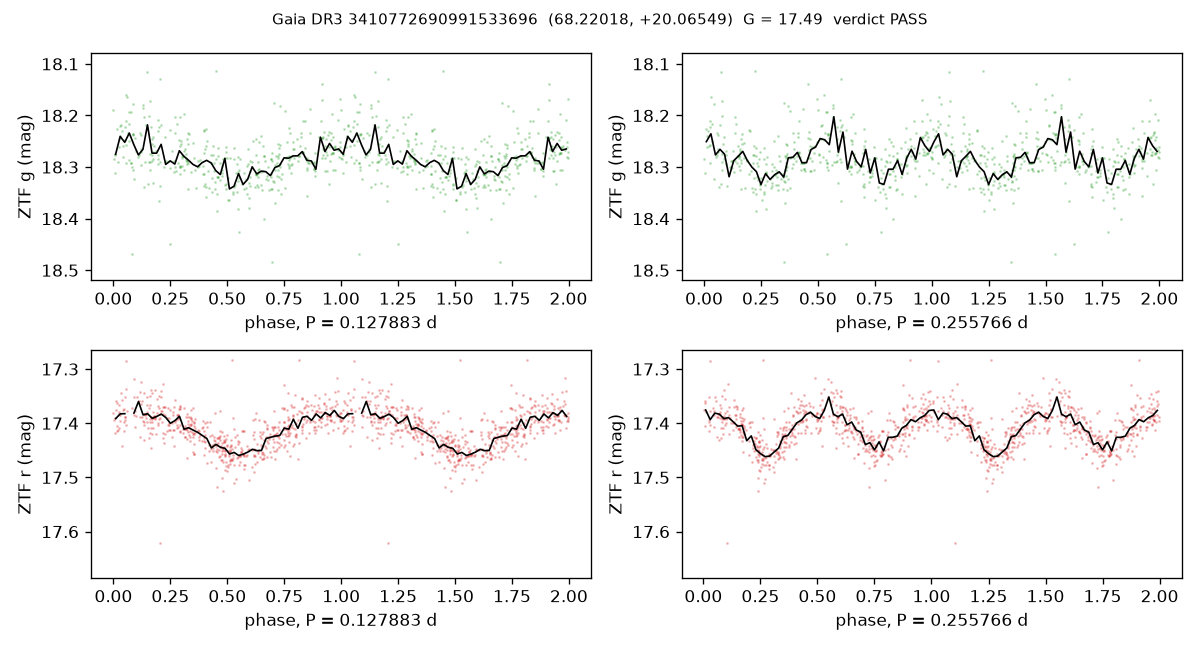 Gaia DR3 3410772690991533696 (68.22018, +20.06549) G = 17.49 verdict PASS
ZTF g (mag)
18.1
18.2
18.3
18.4
18.5
0.00 0.25 0.50 0.75 1.00 1.25 1.50 1.75 2.00
phase, P = 0.127883 d
ZTF g (mag)
18.1
18.2
18.3
18.4
18.5
0.00 0.25 0.50 0.75 1.00 1.25 1.50 1.75 2.00
phase, P = 0.255766 d
ZTF r (mag)
17.3
17.4
17.5
17.6
0.00 0.25 0.50 0.75 1.00 1.25 1.50 1.75 2.00
phase, P = 0.127883 d
ZTF r (mag)
17.3
17.4
17.5
17.6
0.00 0.25 0.50 0.75 1.00 1.25 1.50 1.75 2.00
phase, P = 0.255766 d